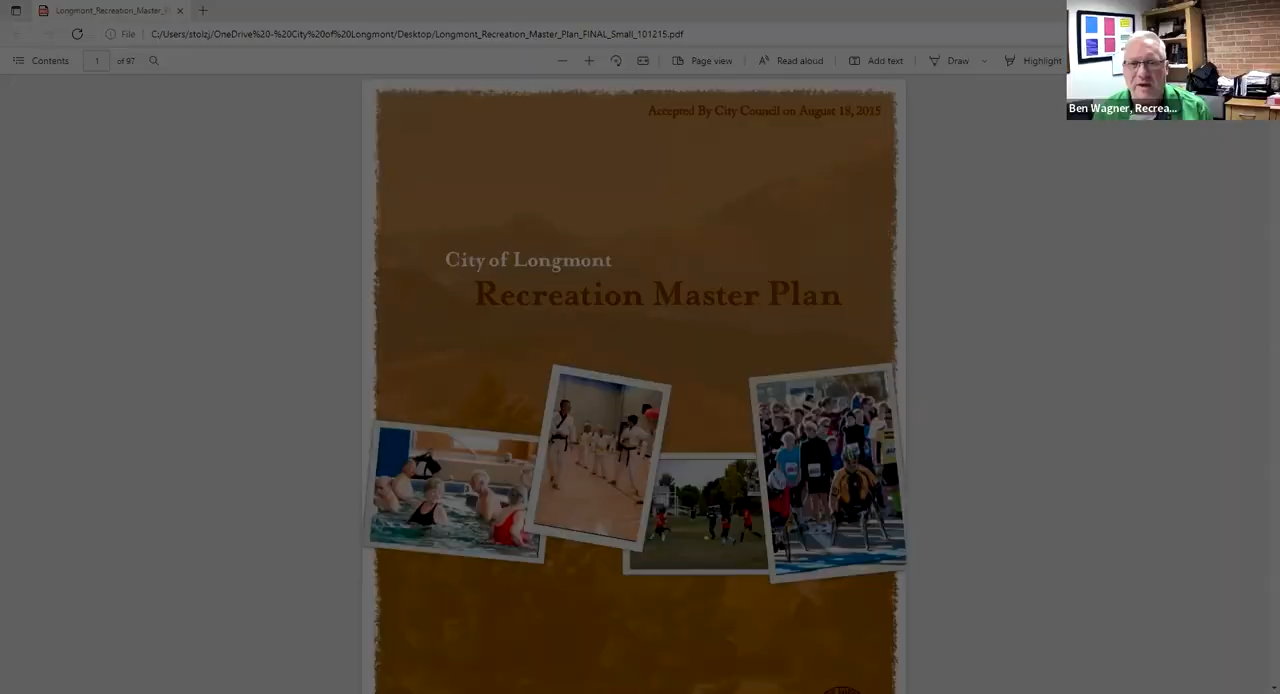 Longmont_Recreation_Master_P
File
C:/Users/stolzj/OneDrive%20-%20City%20of%20Longmont/Desktop/Longmont_Recreation_Master_Plan_FINAL_Small_101215.pdf
Contents
1
of 97
Page view
Read aloud
Add text
Draw
Highlight
Ben Wagner, Recrea...
Accepted By City Council on August 18, 2015
City of Longmont
Recreation Master Plan